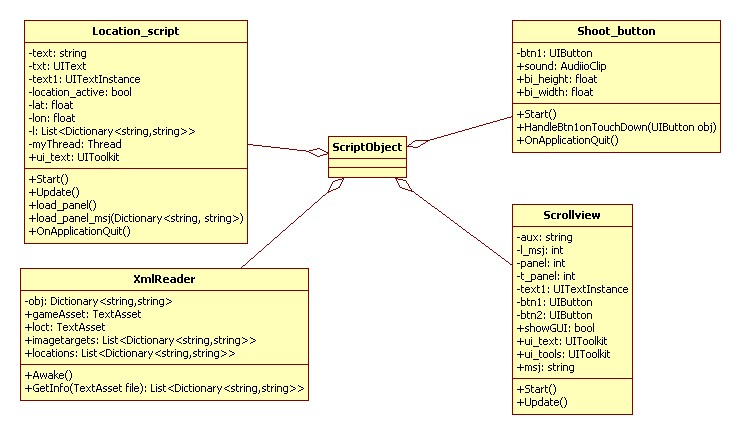 Location_script
-text: string
-txt: UIText
-text1: UITextInstance
-location_active: bool
-lat: float
-lon: float
-l: List<Dictionary<string,string>>
-myThread: Thread
+ui_text: UIToolkit
+Start()
+Update()
+load_panel()
+load_panel_msj(Dictionary<string, string>)
+OnApplicationQuit()
Shoot_button
-btn1: UIButton
+sound: AudiioClip
+bi_height: float
+bi_width: float
+Start()
+HandleBtn1onTouchDown(UIButton obj)
+OnApplicationQuit()
ScriptObject
XmlReader
-obj: Dictionary<string,string>
+gameAsset: TextAsset
+loct: TextAsset
+imagetargets: List<Dictionary<string,string>>
+locations: List<Dictionary<string,string>>
+Awake()
+GetInfo(TextAsset file): List<Dictionary<string,string>>
Scrollview
-aux: string
-l_msj: int
-panel: int
-t_panel: int
-text1: UITextInstance
-btn1: UIButton
-btn2: UIButton
+showGUI: bool
+ui_text: UIToolkit
+ui_tools: UIToolkit
+msj: string
+Start()
+Update()